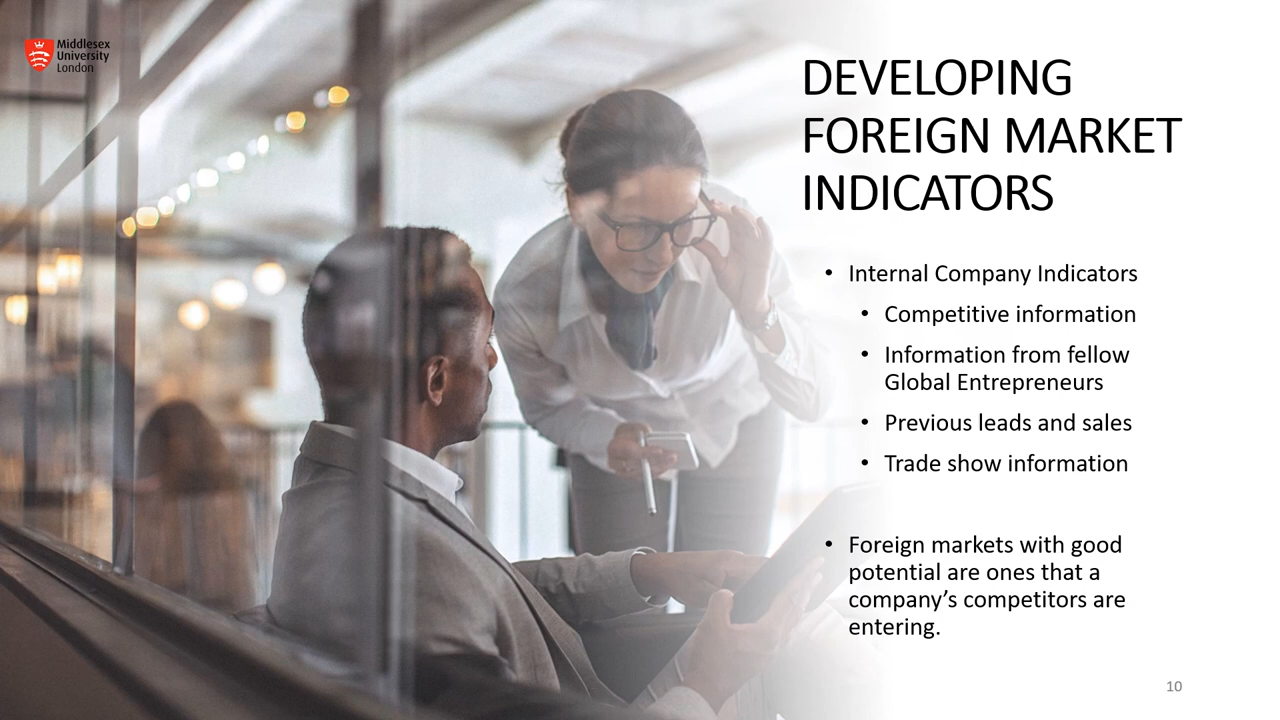 Middlesex
University
London
DEVELOPING
FOREIGN MARKET
INDICATORS
• Internal Company Indicators
• Competitive information
• Information from fellow
Global Entrepreneurs
• Previous leads and sales
• Trade show information
• Foreign markets with good
potential are ones that a
company’s competitors are
entering.
10